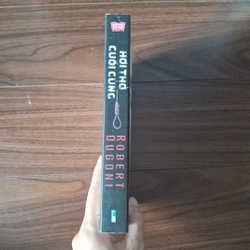 HƠI THỞ
CUỐI CÙNG
ROBERT
DUGONI